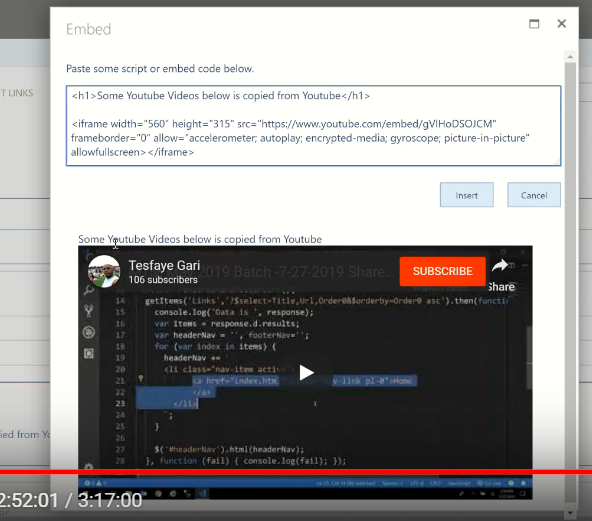 Embed
T LINKS
Paste some script or embed code below.
<h1>Some Youtube Videos below is copied from Youtube</h1>
<iframe width="560" height="315" src="https://www.youtube.com/embed/gVlHoDSOJCM"
frameborder="0" allow="accelerometer; autoplay; encrypted-media; gyroscope; picture-in-picture"
allowfullscreen></iframe>
Insert
Cancel
Some Youtube Videos below is copied from Youtube
Tesfaye Gari
2019 Batch -7-27-2019 Share...
106 subscribers
SUBSCRIBE
Share
14 getItems('Links','?$select=Title,Url,Order0&$orderby=Order0 asc').then(functi
15 console.log('Data is ', response);
16 var items = response.d.results;
17 var headerNav = '', footerNav='';
18 for (var index in items) {
19 headerNav += `
20 <li class="nav-item activ
21 <a href="index.htm v-link pl-0">Home
22 </a>
23 </li>
24 `;
25 }
26
27 $('#headerNav').html(headerNav);
28 }, function (fail) { console.log(fail); });
ied from Yo
2:52:01 / 3:17:00